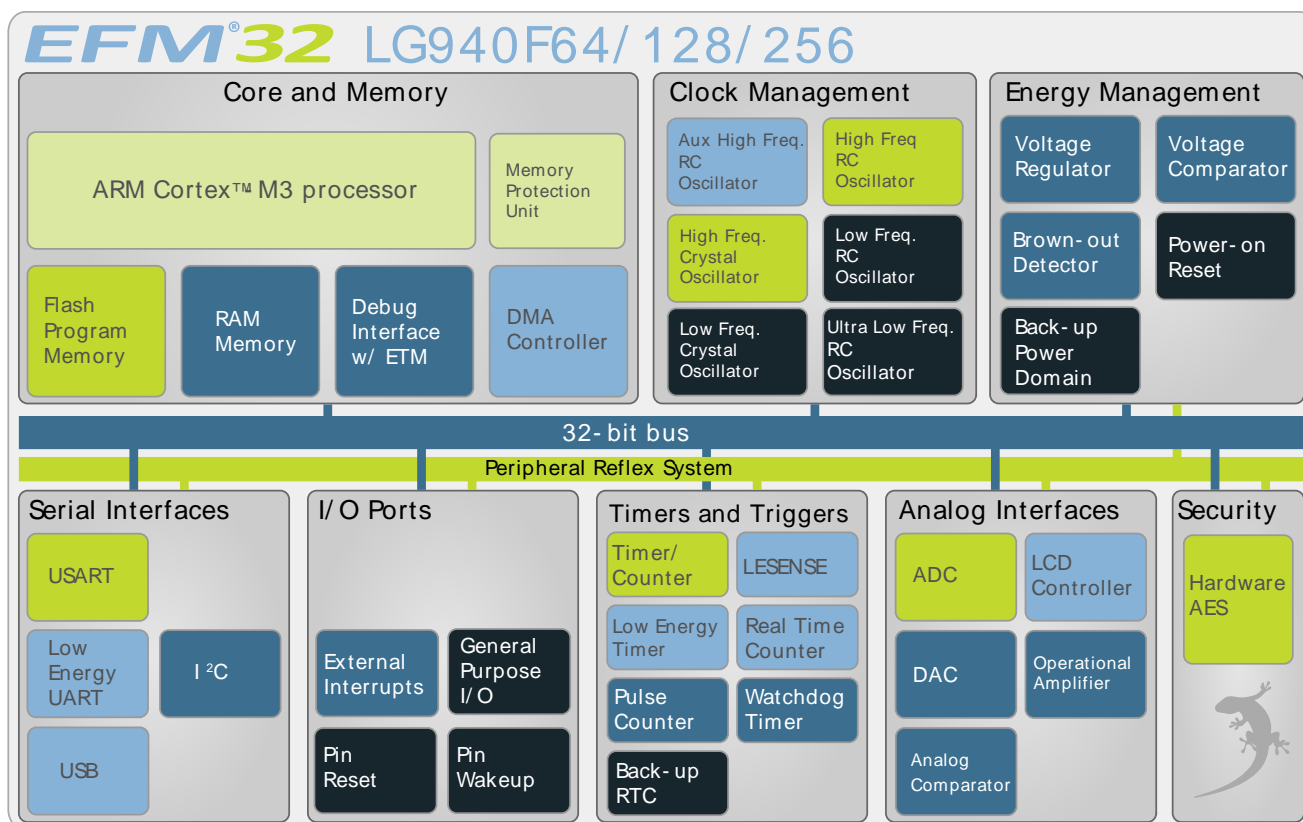 EFM®32 LG940F64/128/256
Core and Memory
ARM Cortex™ M3 processor
Memory
Protection
Unit
Flash
Program
Memory
RAM
Memory
Debug
Interface
w/ ETM
DMA
Controller
Clock Management
Aux High Freq.
RC
Oscillator
High Freq
RC
Oscillator
High Freq.
Crystal
Oscillator
Low Freq.
RC
Oscillator
Low Freq.
Crystal
Oscillator
Ultra Low Freq.
RC
Oscillator
Energy Management
Voltage
Regulator
Voltage
Comparator
Brown-out
Detector
Power-on
Reset
Back-up
Power
Domain
32-bit bus
Peripheral Reflex System
Serial Interfaces
USART
Low
Energy
UART
I²C
USB
I/O Ports
External
Interrupts
General
Purpose
I/O
Pin
Reset
Pin
Wakeup
Timers and Triggers
Timer/
Counter
LESENSE
Low Energy
Timer
Real Time
Counter
Pulse
Counter
Watchdog
Timer
Back-up
RTC
Analog Interfaces
ADC
LCD
Controller
DAC
Operational
Amplifier
Analog
Comparator
Security
Hardware
AES